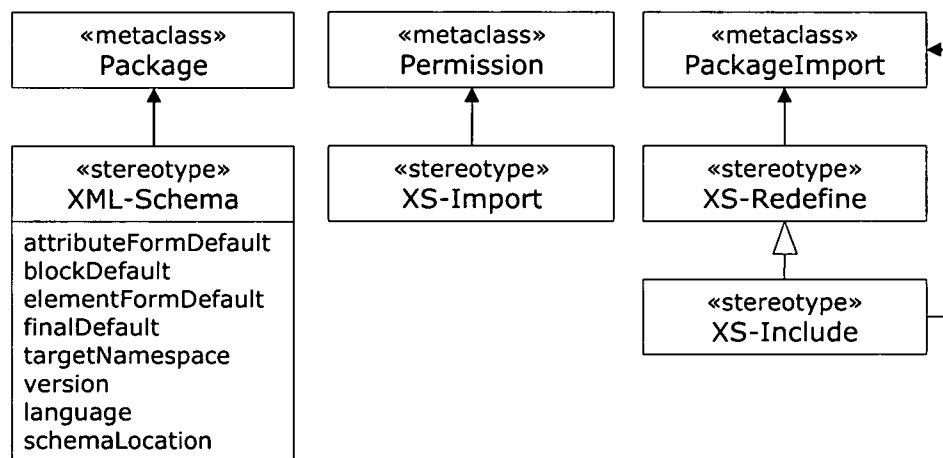 «metaclass»
Package
«metaclass»
Permission
«metaclass»
PackageImport
«stereotype»
XML-Schema
attributeFormDefault
blockDefault
elementFormDefault
finalDefault
targetNamespace
version
language
schemaLocation
«stereotype»
XS-Import
«stereotype»
XS-Redefine
«stereotype»
XS-Include